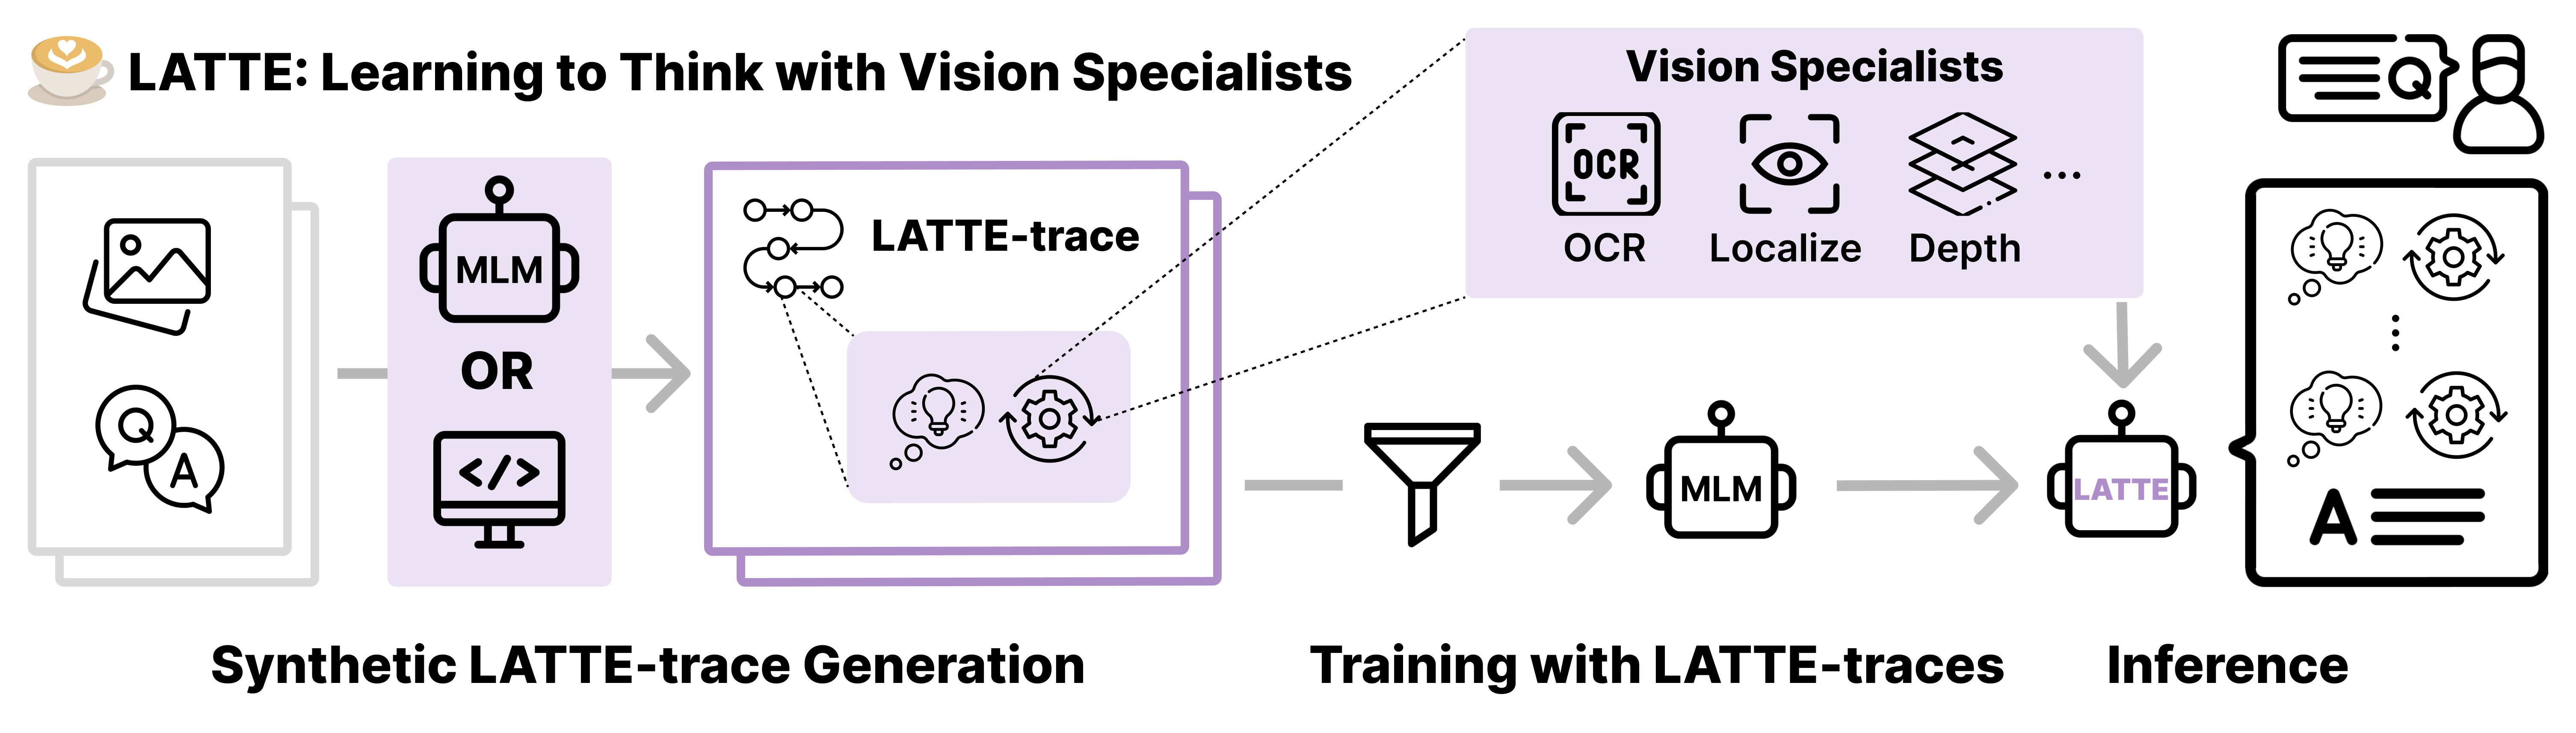 LATTE: Learning to Think with Vision Specialists
Q
A
MLM
OR
</>
LATTE-trace
Vision Specialists
OCR
...
OCR Localize Depth
MLM
LATTE
Q
A
Synthetic LATTE-trace Generation
Training with LATTE-traces
Inference